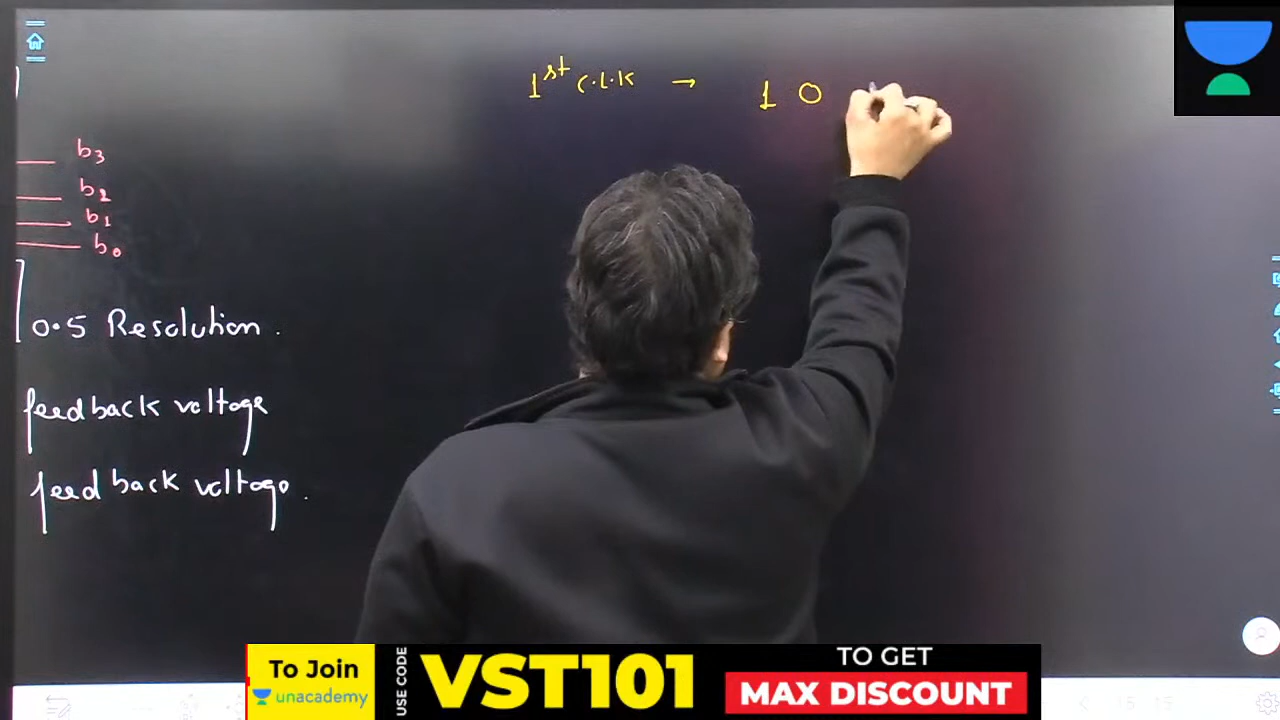 1st C.L.K → 1 0
b3
b2
b1
b0
0.5 Resolution.
feedback voltage
feedback voltage.
To Join
unacademy
USE CODE
VST101
TO GET
MAX DISCOUNT